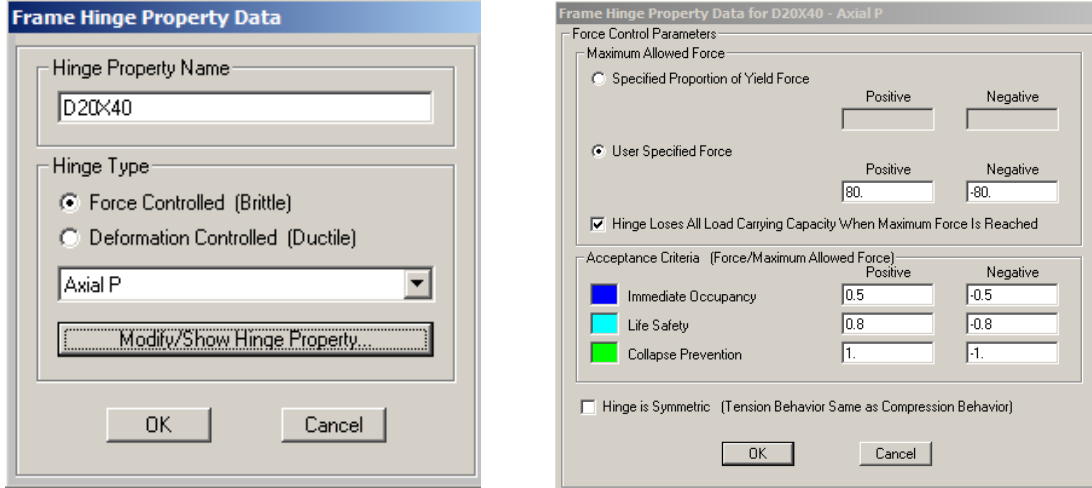 Frame Hinge Property Data
Hinge Property Name
D20X40
Hinge Type
Force Controlled (Brittle)
Deformation Controlled (Ductile)
Axial P
Modify/Show Hinge Property...
OK Cancel
Frame Hinge Property Data for D20X40 - Axial P
Force Control Parameters
Maximum Allowed Force
Specified Proportion of Yield Force
Positive Negative
User Specified Force
Positive Negative
80. -80.
Hinge Loses All Load Carrying Capacity When Maximum Force Is Reached
Acceptance Criteria (Force/Maximum Allowed Force)
Positive Negative
Immediate Occupancy 0.5 -0.5
Life Safety 0.8 -0.8
Collapse Prevention 1. -1.
Hinge is Symmetric (Tension Behavior Same as Compression Behavior)
OK Cancel